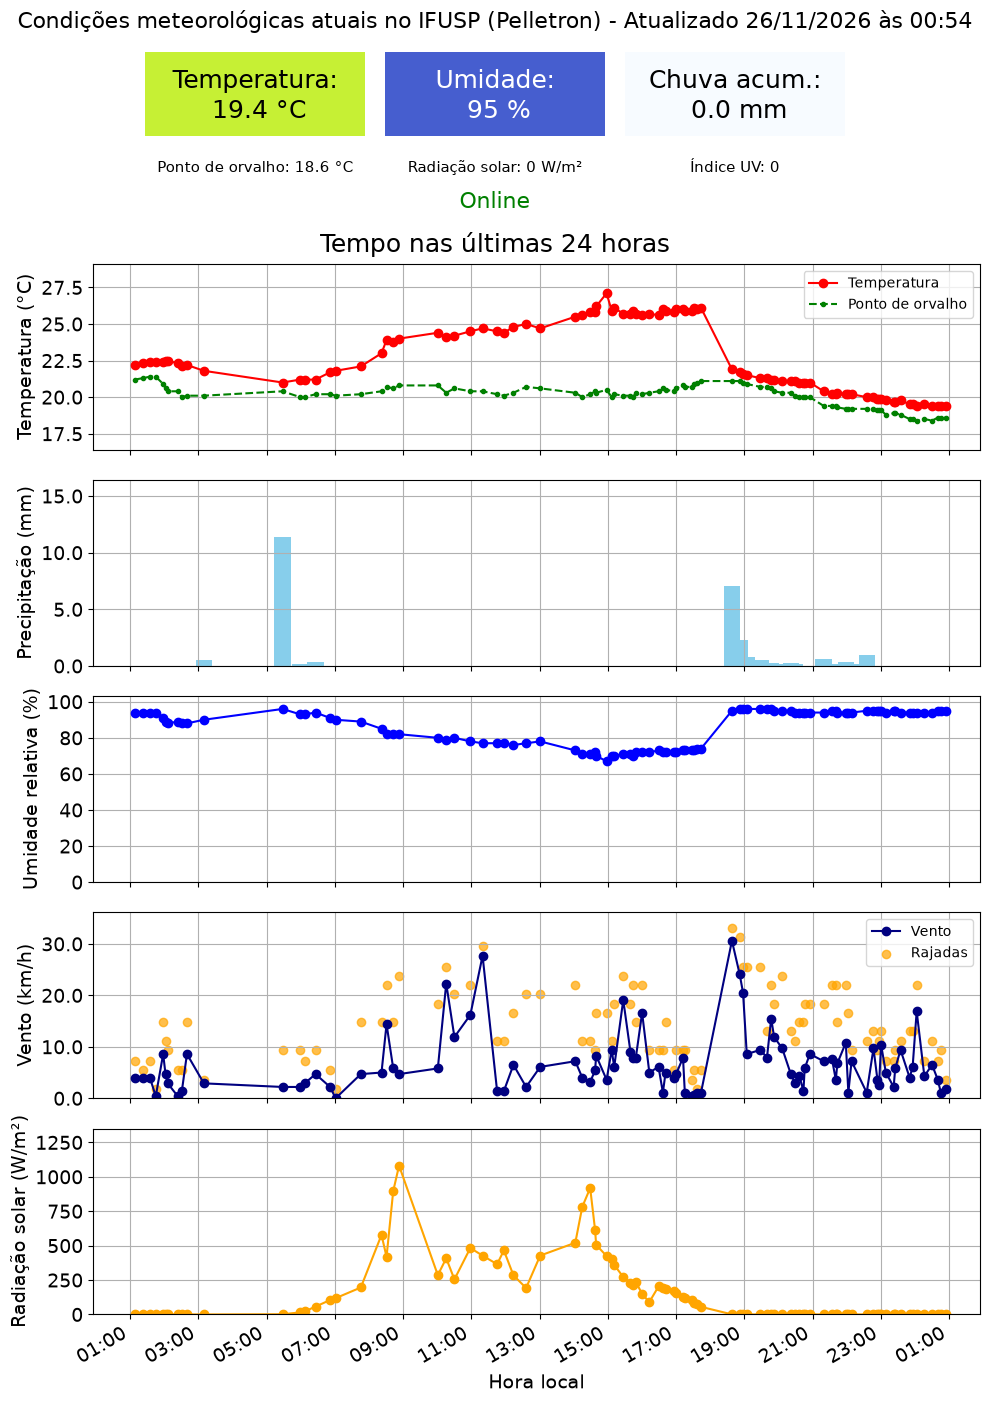 Condições meteorológicas atuais no IFUSP (Pelletron) - Atualizado 26/11/2026 às 00:54
Temperatura:
19.4 °C
Umidade:
95 %
Chuva acum.:
0.0 mm
Ponto de orvalho: 18.6 °C
Radiação solar: 0 W/m²
Índice UV: 0
Online
Tempo nas últimas 24 horas
Temperatura (°C)
27.5
25.0
22.5
20.0
17.5
Temperatura
Ponto de orvalho
Precipitação (mm)
15.0
10.0
5.0
0.0
Umidade relativa (%)
100
80
60
40
20
0
Vento (km/h)
30.0
20.0
10.0
0.0
Vento
Rajadas
Radiação solar (W/m²)
1250
1000
750
500
250
0
01:00
03:00
05:00
07:00
09:00
11:00
13:00
15:00
17:00
19:00
21:00
23:00
01:00
Hora local